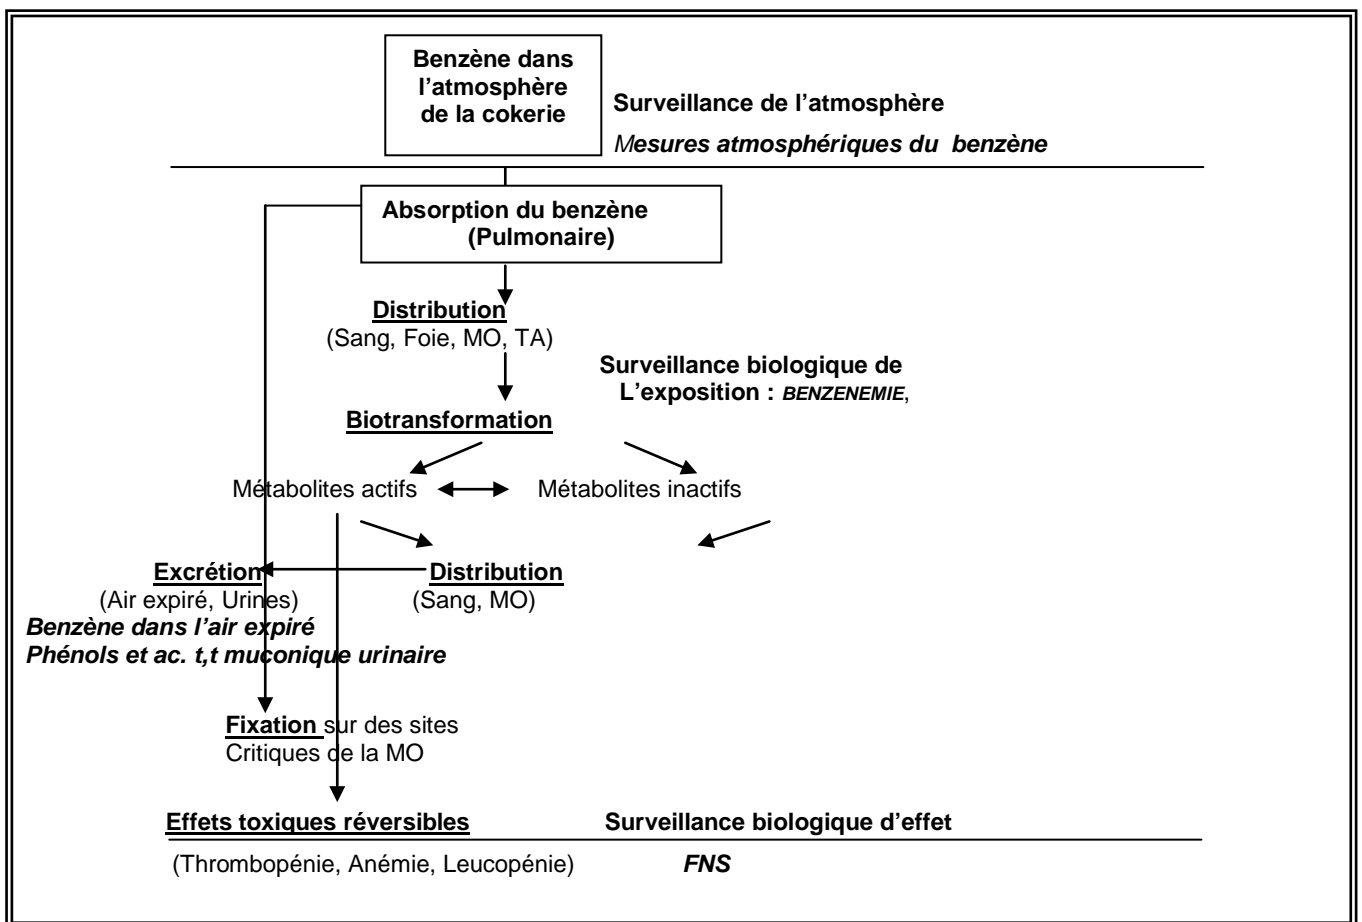 Benzène dans
l’atmosphère
de la cokerie
Surveillance de l’atmosphère
Mesures atmosphériques du benzène
Absorption du benzène
(Pulmonaire)
Distribution
(Sang, Foie, MO, TA)
Surveillance biologique de
L’exposition : BENZENEMIE,
Biotransformation
Métabolites actifs
Métabolites inactifs
Excrétion
Distribution
(Air expiré, Urines)
(Sang, MO)
Benzène dans l’air expiré
Phénols et ac. t,t muconique urinaire
Fixation sur des sites
Critiques de la MO
Effets toxiques réversibles
Surveillance biologique d’effet
(Thrombopénie, Anémie, Leucopénie)
FNS